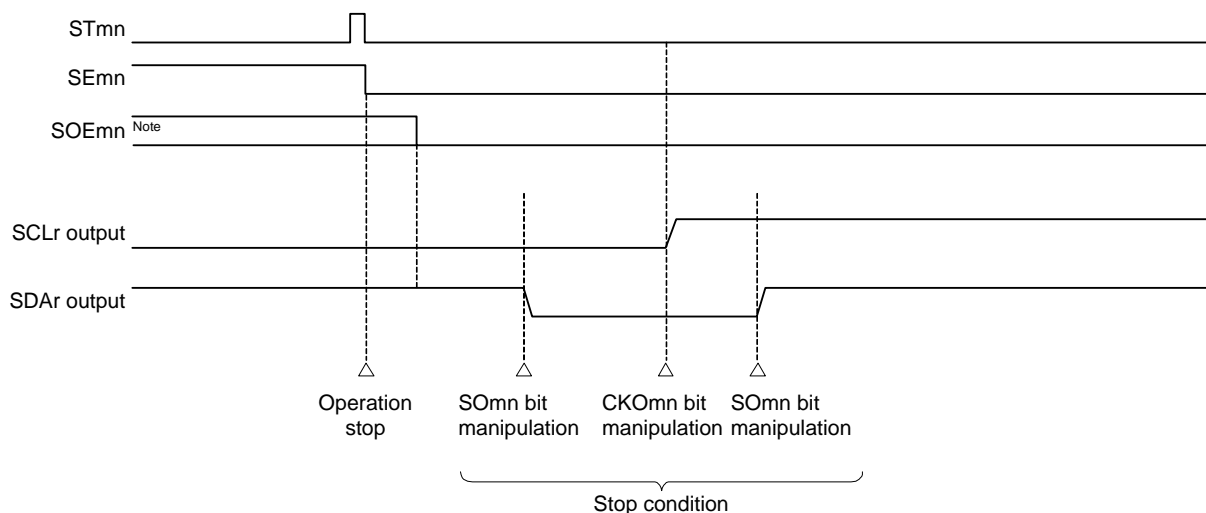 STmn
SEmn
SOEmn Note
SCLr output
SDAr output
Operation
stop
SOmn bit
manipulation
CKOmn bit
manipulation
SOmn bit
manipulation
Stop condition